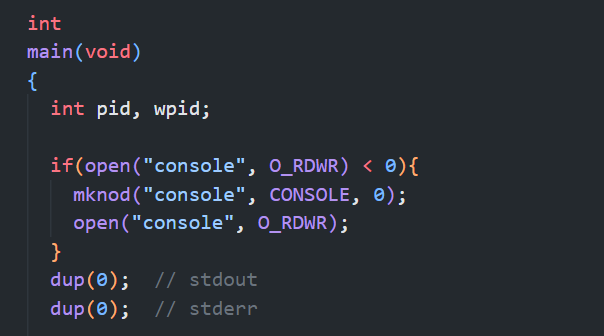 int
main(void)
{
int pid, wpid;
if(open("console", O_RDWR) < 0){
mknod("console", CONSOLE, 0);
open("console", O_RDWR);
}
dup(0);  // stdout
dup(0);  // stderr